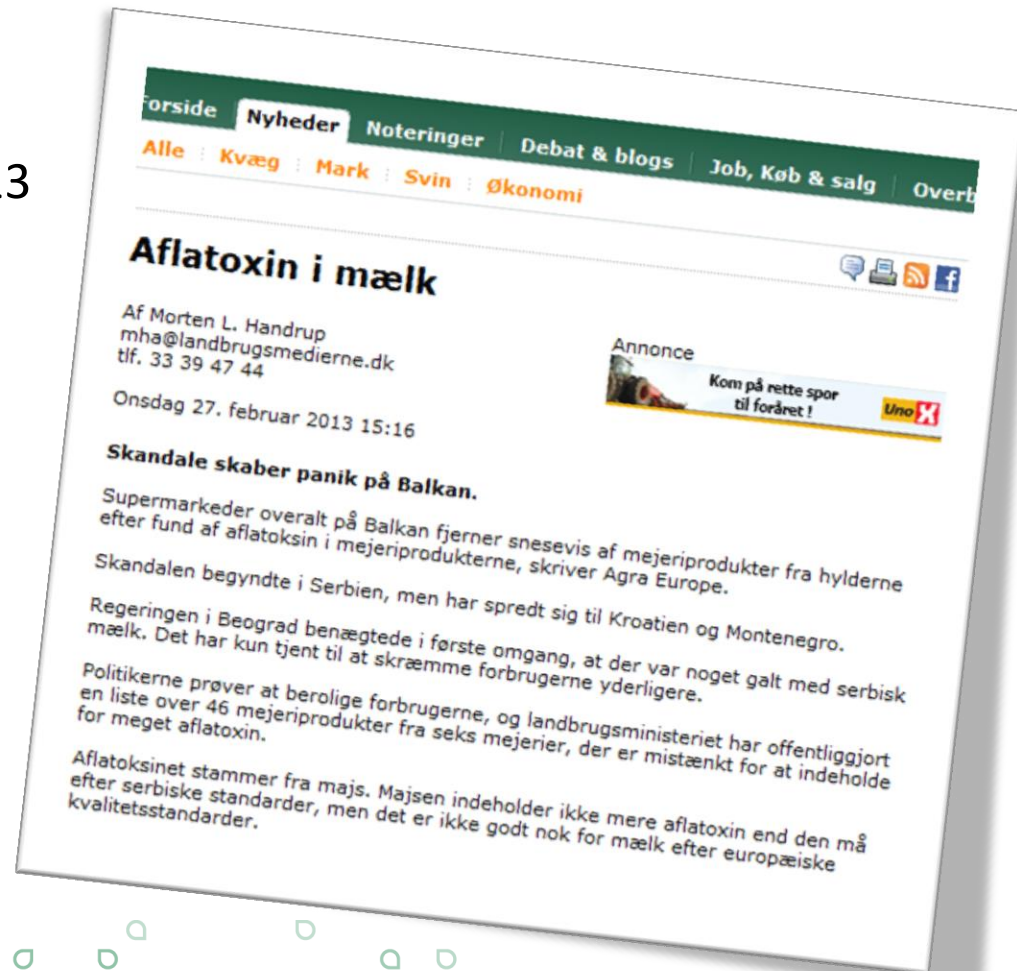 13
Forside Nyheder Noteringer Debat & blogs Job, Køb & salg
Alle Kvæg Mark Svin Økonomi
Aflatoxin i mælk
Af Morten L. Handrup
mha@landbrugsmedierne.dk
tlf. 33 39 47 44
Onsdag 27. februar 2013 15:16
Annonce
Kom på rette spor
til foråret !
Uno X
Skandale skaber panik på Balkan.
Supermarkeder overalt på Balkan fjerner snesevis af mejeriprodukter fra hylderne
efter fund af aflatoksin i mejeriprodukterne, skriver Agra Europe.
Skandalen begyndte i Serbien, men har spredt sig til Kroatien og Montenegro.
Regeringen i Beograd benægtede i første omgang, at der var noget galt med serbisk
mælk. Det har kun tjent til at skræmme forbrugerne yderligere.
Politikerne prøver at berolige forbrugerne, og landbrugsministeriet har offentliggjort
en liste over 46 mejeriprodukter fra seks mejerier, der er mistænkt for at indeholde
for meget aflatoxin.
Aflatoksinet stammer fra majs. Majsen indeholder ikke mere aflatoxin end den må
efter serbiske standarder, men det er ikke godt nok for mælk efter europæiske
kvalitetsstandarder.